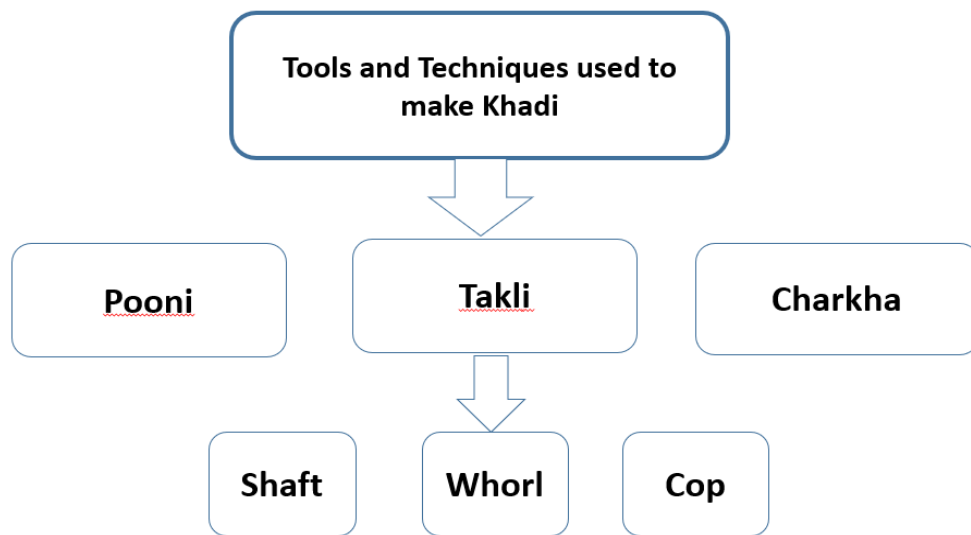 Tools and Techniques used to
make Khadi
Pooni
Takli
Charkha
Shaft
Whorl
Cop